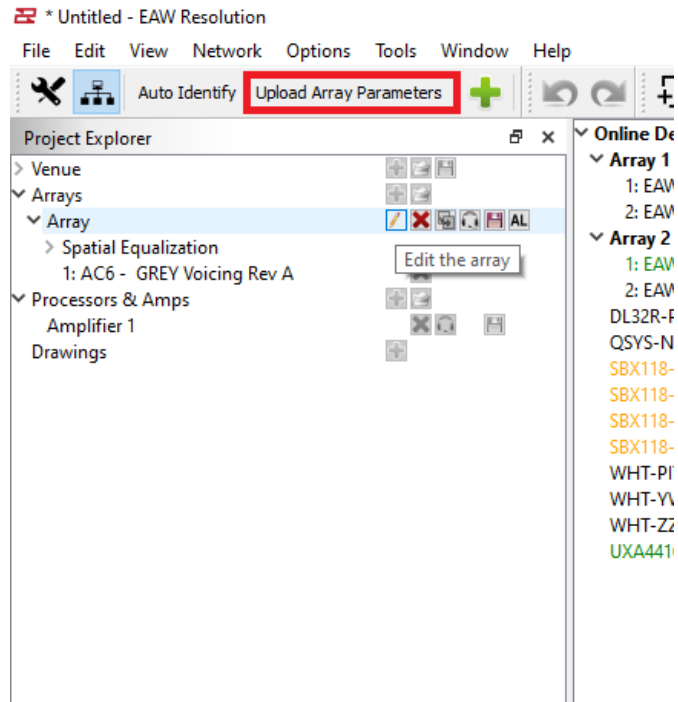 * Untitled - EAW Resolution
File Edit View Network Options Tools Window Help
Auto Identify Upload Array Parameters
Project Explorer
Venue
Arrays
Array AL
Spatial Equalization
Edit the array
1: AC6 - GREY Voicing Rev A
Processors & Amps
Amplifier 1
Drawings
Online De
Array 1
1: EAW
2: EAW
Array 2
1: EAW
2: EAW
DL32R-
QSYS-N
SBX118-
SBX118-
SBX118-
SBX118-
WHT-PI
WHT-YV
WHT-ZZ
UXA441